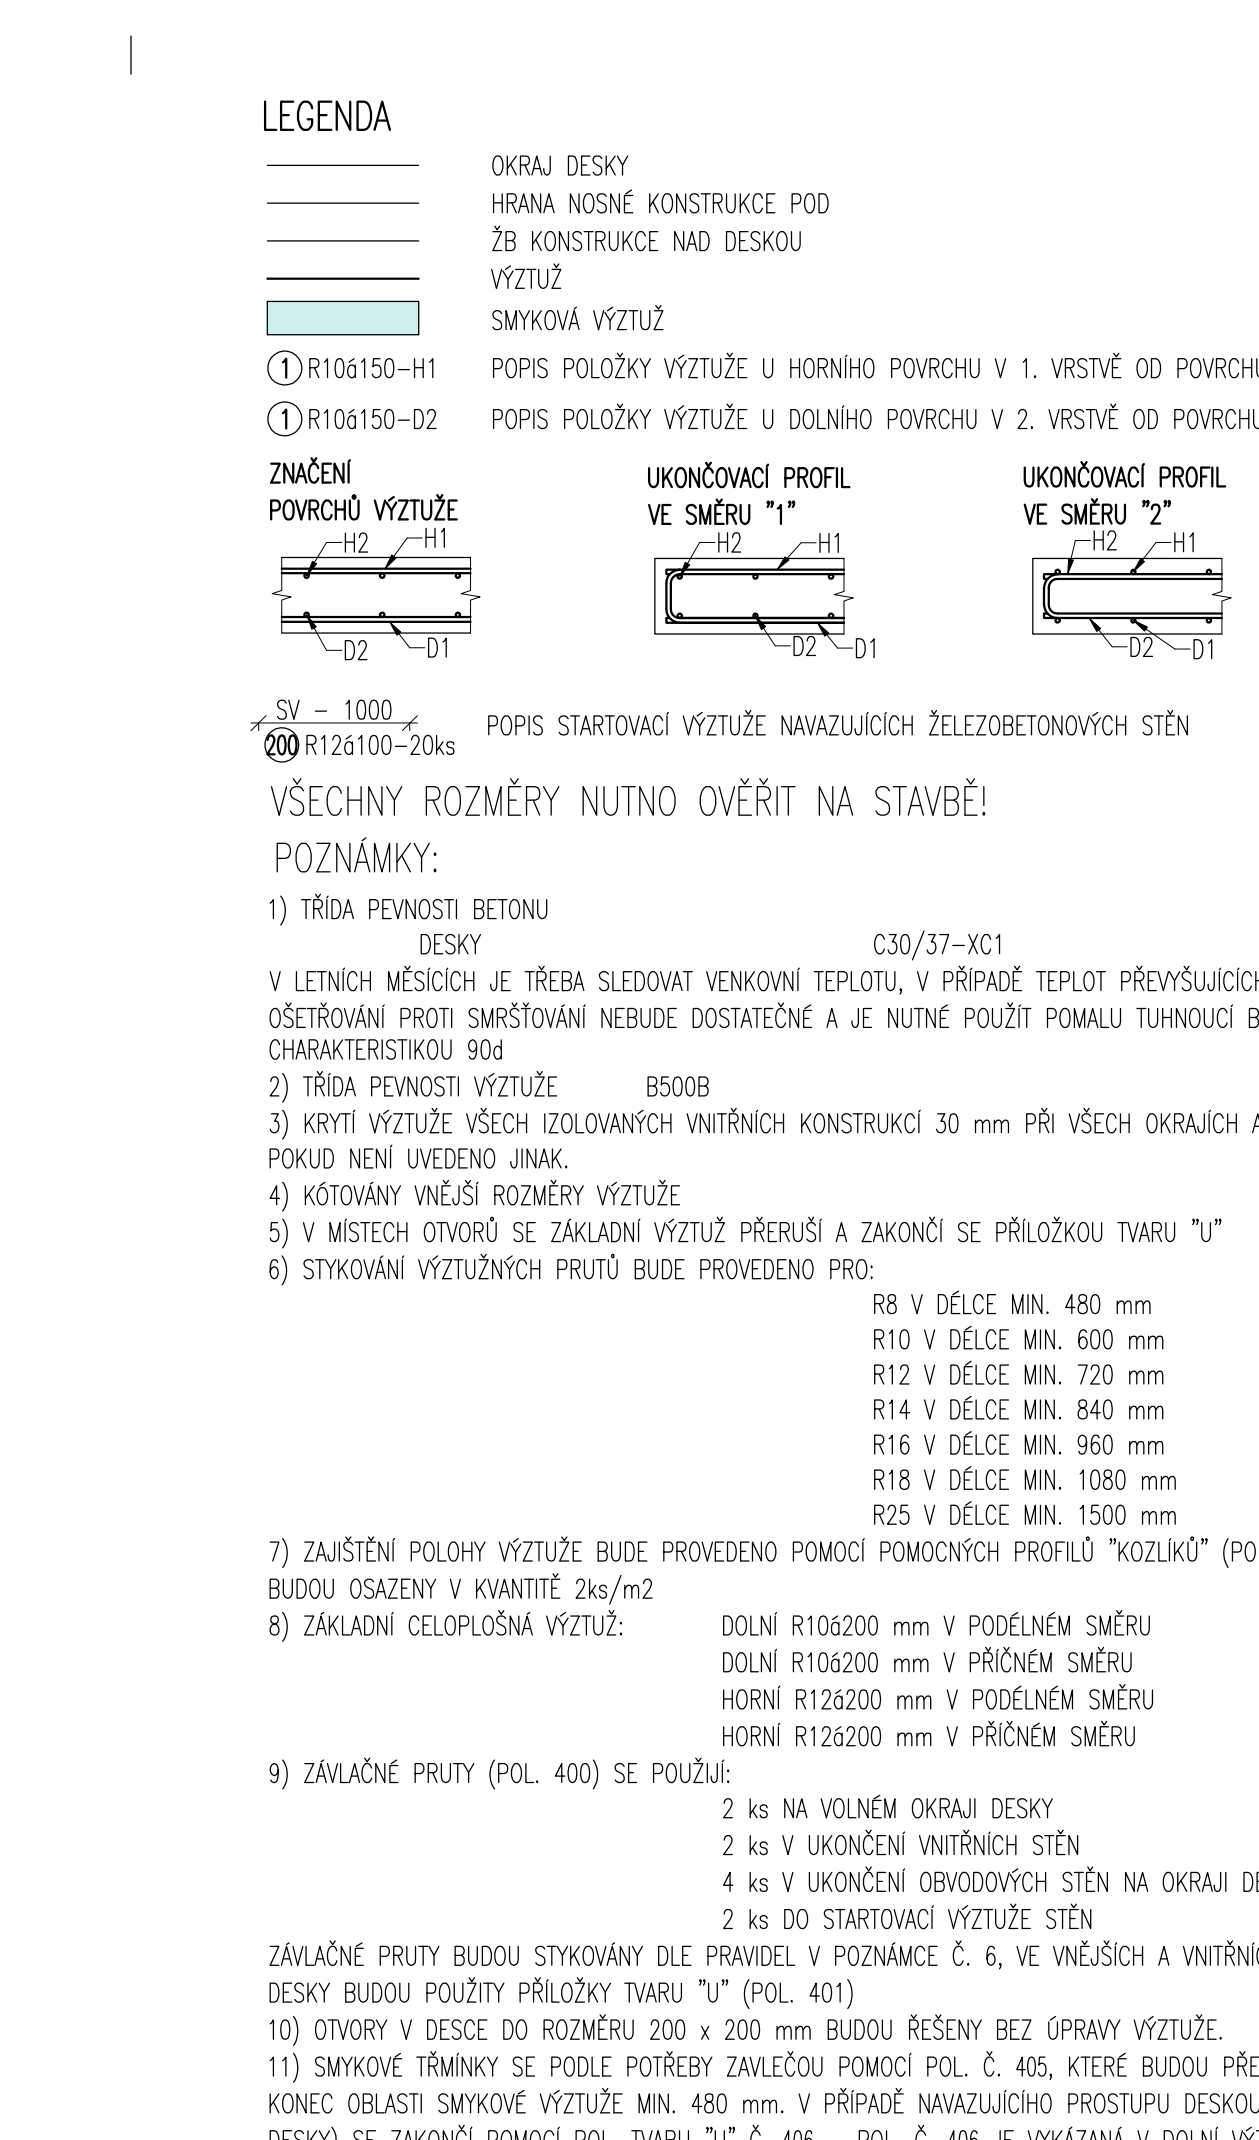 LEGENDA
OKRAJ DESKY
HRANA NOSNÉ KONSTRUKCE POD
ŽB KONSTRUKCE NAD DESKOU
VÝZTUŽ
SMYKOVÁ VÝZTUŽ
1 R10á150-H1 POPIS POLOŽKY VÝZTUŽE U HORNÍHO POVRCHU V 1. VRSTVĚ OD POVRCHU
1 R10á150-D2 POPIS POLOŽKY VÝZTUŽE U DOLNÍHO POVRCHU V 2. VRSTVĚ OD POVRCHU
ZNAČENÍ
POVRCHŮ VÝZTUŽE
H2 H1
D2 D1
UKONČOVACÍ PROFIL
VE SMĚRU "1"
H2 H1
D2 D1
UKONČOVACÍ PROFIL
VE SMĚRU "2"
H2 H1
D2 D1
SV - 1000
200 R12á100-20ks
POPIS STARTOVACÍ VÝZTUŽE NAVAZUJÍCÍCH ŽELEZOBETONOVÝCH STĚN
VŠECHNY ROZMĚRY NUTNO OVĚŘIT NA STAVBĚ!
POZNÁMKY:
1) TŘÍDA PEVNOSTI BETONU
DESKY C30/37-XC1
V LETNÍCH MĚSÍCÍCH JE TŘEBA SLEDOVAT VENKOVNÍ TEPLOTU, V PŘÍPADĚ TEPLOT PŘEVYŠUJÍCÍCH
OŠETŘOVÁNÍ PROTI SMRŠŤOVÁNÍ NEBUDE DOSTATEČNÉ A JE NUTNÉ POUŽÍT POMALU TUHNOUCÍ B
CHARAKTERISTIKOU 90d
2) TŘÍDA PEVNOSTI VÝZTUŽE B500B
3) KRYTÍ VÝZTUŽE VŠECH IZOLOVANÝCH VNITŘNÍCH KONSTRUKCÍ 30 mm PŘI VŠECH OKRAJÍCH A
POKUD NENÍ UVEDENO JINAK.
4) KÓTOVÁNY VNĚJŠÍ ROZMĚRY VÝZTUŽE
5) V MÍSTECH OTVORŮ SE ZÁKLADNÍ VÝZTUŽ PŘERUŠÍ A ZAKONČÍ SE PŘÍLOŽKOU TVARU "U"
6) STYKOVÁNÍ VÝZTUŽNÝCH PRUTŮ BUDE PROVEDENO PRO:
R8 V DÉLCE MIN. 480 mm
R10 V DÉLCE MIN. 600 mm
R12 V DÉLCE MIN. 720 mm
R14 V DÉLCE MIN. 840 mm
R16 V DÉLCE MIN. 960 mm
R18 V DÉLCE MIN. 1080 mm
R25 V DÉLCE MIN. 1500 mm
7) ZAJIŠTĚNÍ POLOHY VÝZTUŽE BUDE PROVEDENO POMOCÍ POMOCNÝCH PROFILŮ "KOZLÍKŮ" (PO
BUDOU OSAZENY V KVANTITĚ 2ks/m2
8) ZÁKLADNÍ CELOPLOŠNÁ VÝZTUŽ: DOLNÍ R10á200 mm V PODÉLNÉM SMĚRU
DOLNÍ R10á200 mm V PŘÍČNÉM SMĚRU
HORNÍ R12á200 mm V PODÉLNÉM SMĚRU
HORNÍ R12á200 mm V PŘÍČNÉM SMĚRU
9) ZÁVLAČNÉ PRUTY (POL. 400) SE POUŽIJÍ:
2 ks NA VOLNÉM OKRAJI DESKY
2 ks V UKONČENÍ VNITŘNÍCH STĚN
4 ks V UKONČENÍ OBVODOVÝCH STĚN NA OKRAJI DE
2 ks DO STARTOVACÍ VÝZTUŽE STĚN
ZÁVLAČNÉ PRUTY BUDOU STYKOVÁNY DLE PRAVIDEL V POZNÁMCE Č. 6, VE VNĚJŠÍCH A VNITŘNÍC
DESKY BUDOU POUŽITY PŘÍLOŽKY TVARU "U" (POL. 401)
10) OTVORY V DESCE DO ROZMĚRU 200 x 200 mm BUDOU ŘEŠENY BEZ ÚPRAVY VÝZTUŽE.
11) SMYKOVÉ TŘMÍNKY SE PODLE POTŘEBY ZAVLEČOU POMOCÍ POL. Č. 405, KTERÉ BUDOU PŘE
KONEC OBLASTI SMYKOVÉ VÝZTUŽE MIN. 480 mm. V PŘÍPADĚ NAVAZUJÍCÍHO PROSTUPU DESKOU
DESKY) SE ZAKONČÍ POMOCÍ POL. TVARU "U" Č. 406 POL. Č. 406 JE VYKÁZANÁ V DOLNÍ